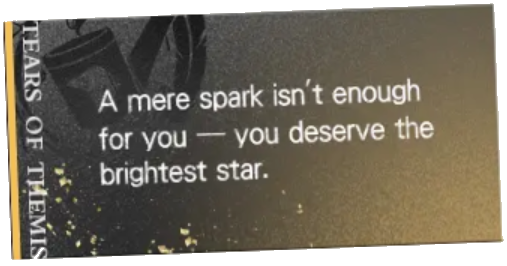 TEARS OF THEMIS
A mere spark isn't enough
for you — you deserve the
brightest star.